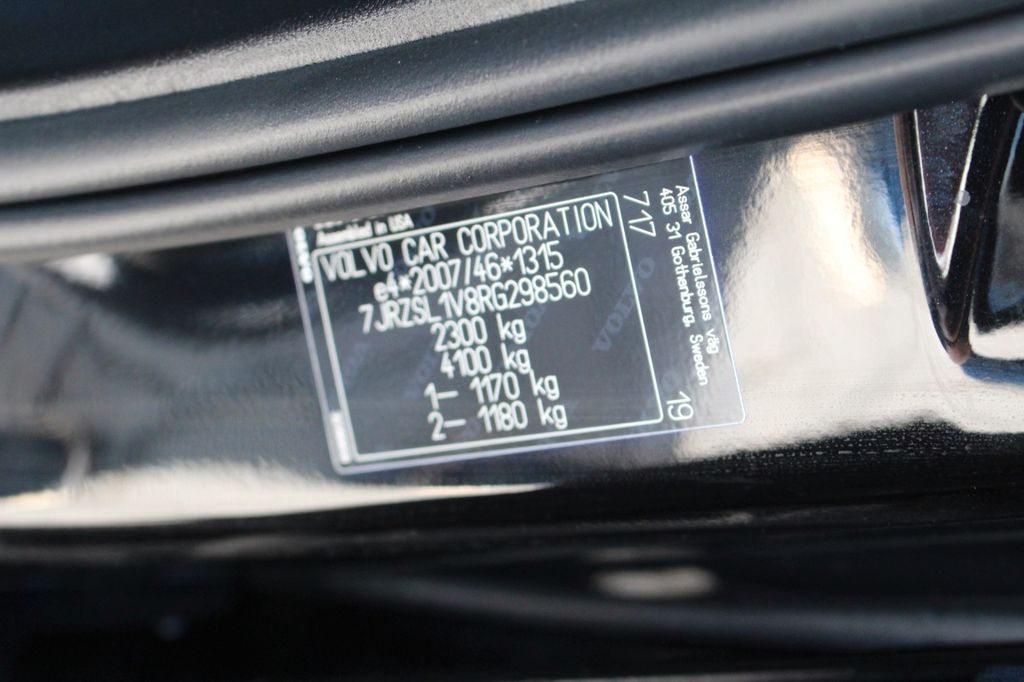 Assembled in USA
VOLVO CAR CORPORATION
e4*2007/46*1315
7JRZSL1V8RG298560
2300 kg
4100 kg
1– 1170 kg
2– 1180 kg
717
19
Assar Gabrielssons väg
405 31 Gothenburg, Sweden
VOLVO